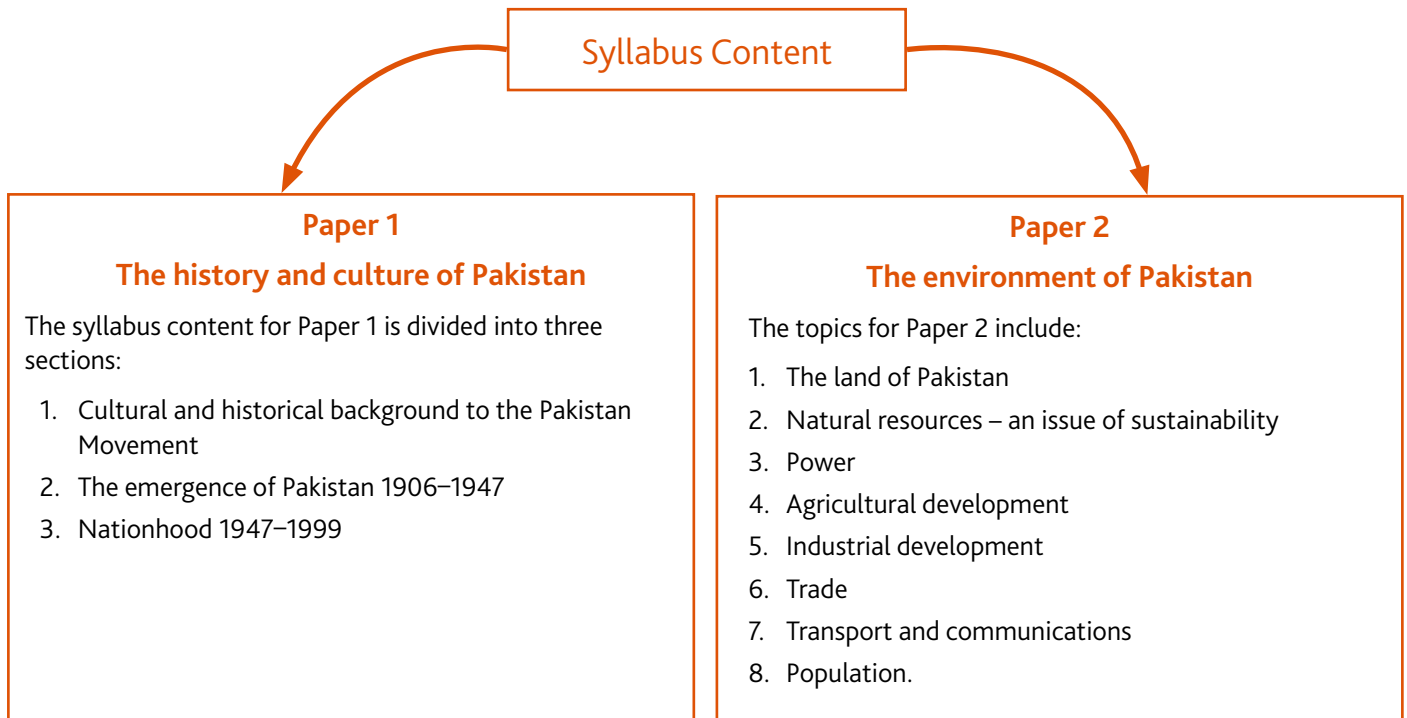 Syllabus Content
Paper 1
The history and culture of Pakistan
The syllabus content for Paper 1 is divided into three
sections:
1. Cultural and historical background to the Pakistan
Movement
2. The emergence of Pakistan 1906–1947
3. Nationhood 1947–1999
Paper 2
The environment of Pakistan
The topics for Paper 2 include:
1. The land of Pakistan
2. Natural resources – an issue of sustainability
3. Power
4. Agricultural development
5. Industrial development
6. Trade
7. Transport and communications
8. Population.